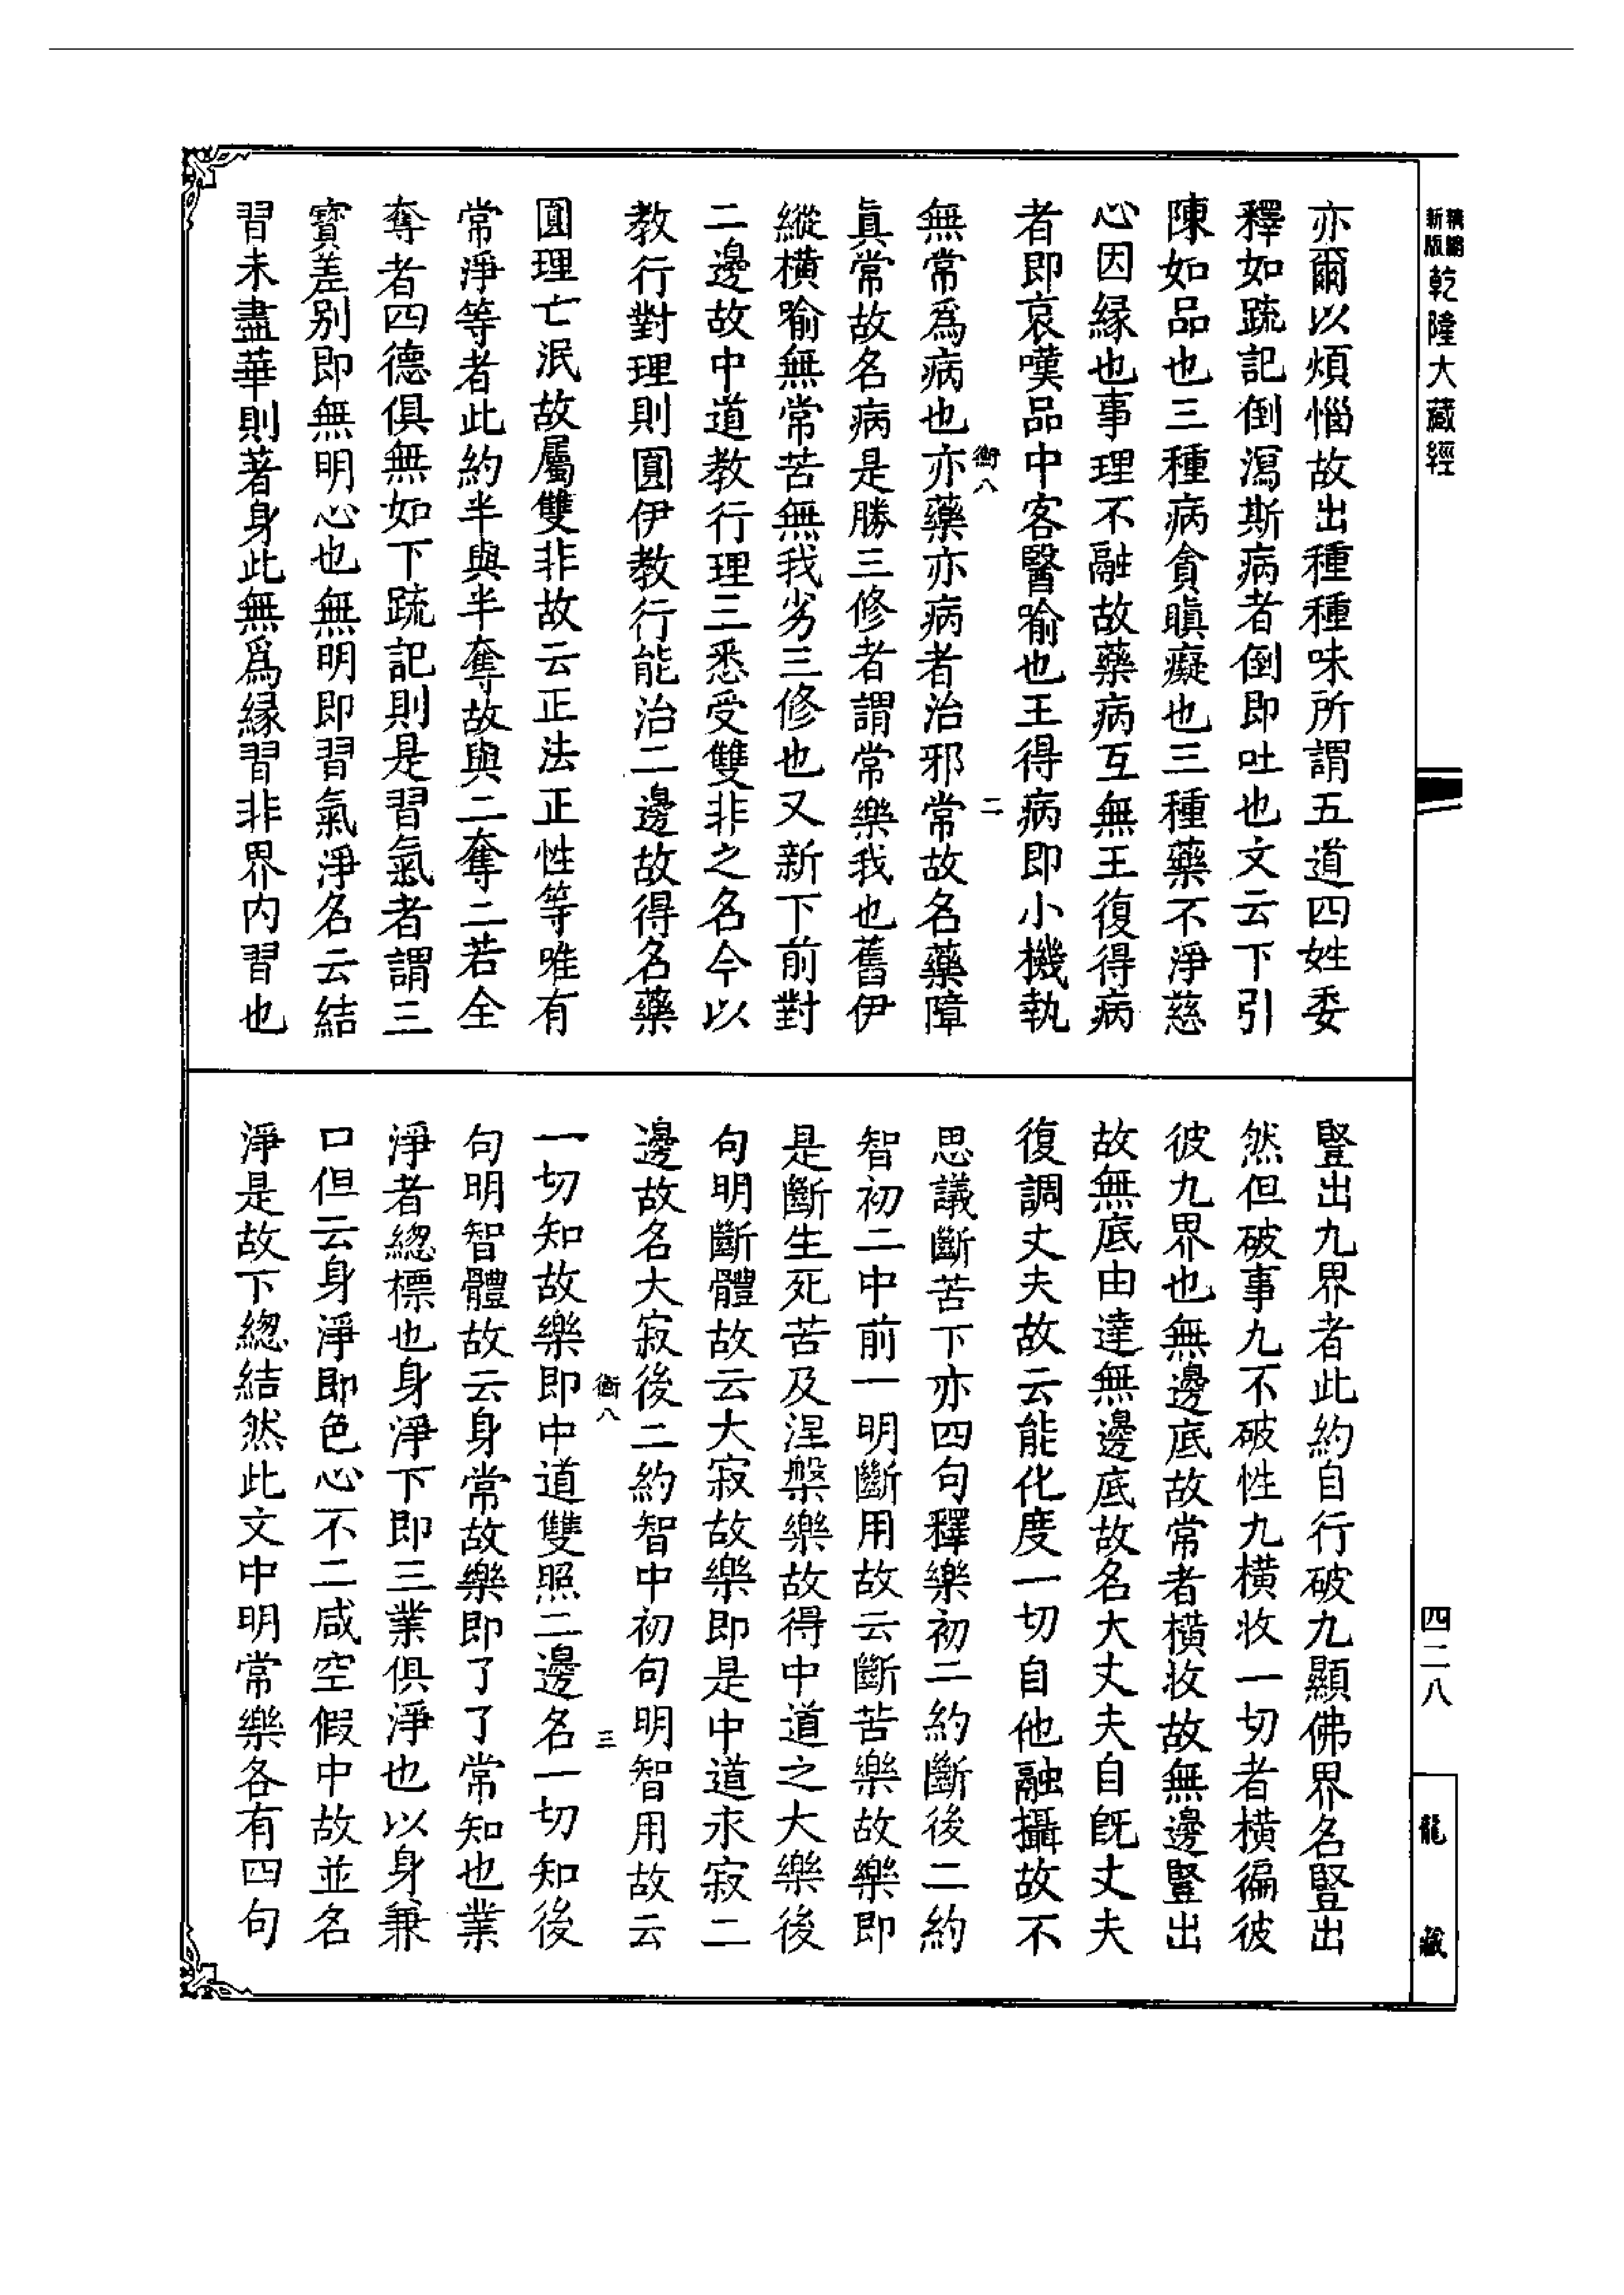 新版
精縮
乾隆大藏經
四二八
龍藏
亦爾以煩惱故出種種味所謂五道四姓委
釋如䟽記倒瀉斯病者倒即吐也文云下引
陳如品也三種病貪瞋癡也三種藥不淨慈
心因緣也事理不融故藥病互無王復得病
者即哀嘆品中客醫喻也王得病即小機執
衡八
二
無常爲病也亦藥亦病者治邪常故名藥障
眞常故名病是勝三修者謂常樂我也舊伊
縱橫喻無常苦無我劣三修也又新下前對
二邊故中道教行理三悉受雙非之名今以
教行對理則圓伊教行能治二邊故得名藥
圓理亡泯故屬雙非故云正法正性等唯有
常淨等者此約半與半奪故與二奪二若全
奪者四德俱無如下䟽記則是習氣者謂三
寶差別即無明心也無明即習氣淨名云結
習未盡華則著身此無爲緣習非界內習也
豎出九界者此約自行破九顯佛界名豎出
然但破事九不破性九橫收一切者橫徧彼
彼九界也無邊底故常者橫收故無邊豎出
故無底由達無邊底故名大丈夫自旣丈夫
復調丈夫故云能化度一切自他融攝故不
思議斷苦下亦四句釋樂初二約斷後二約
智初二中前一明斷用故云斷苦樂故樂即
是斷生死苦及涅槃樂故得中道之大樂後
句明斷體故云大寂故樂即是中道永寂二
邊故名大寂後二約智中初句明智用故云
衡八
三
一切知故樂即中道雙照二邊名一切知後
句明智體故云身常故樂即了了常知也業
淨者總標也身淨下即三業俱淨也以身兼
口但云身淨即色心不二咸空假中故並名
淨是故下總結然此文中明常樂各有四句